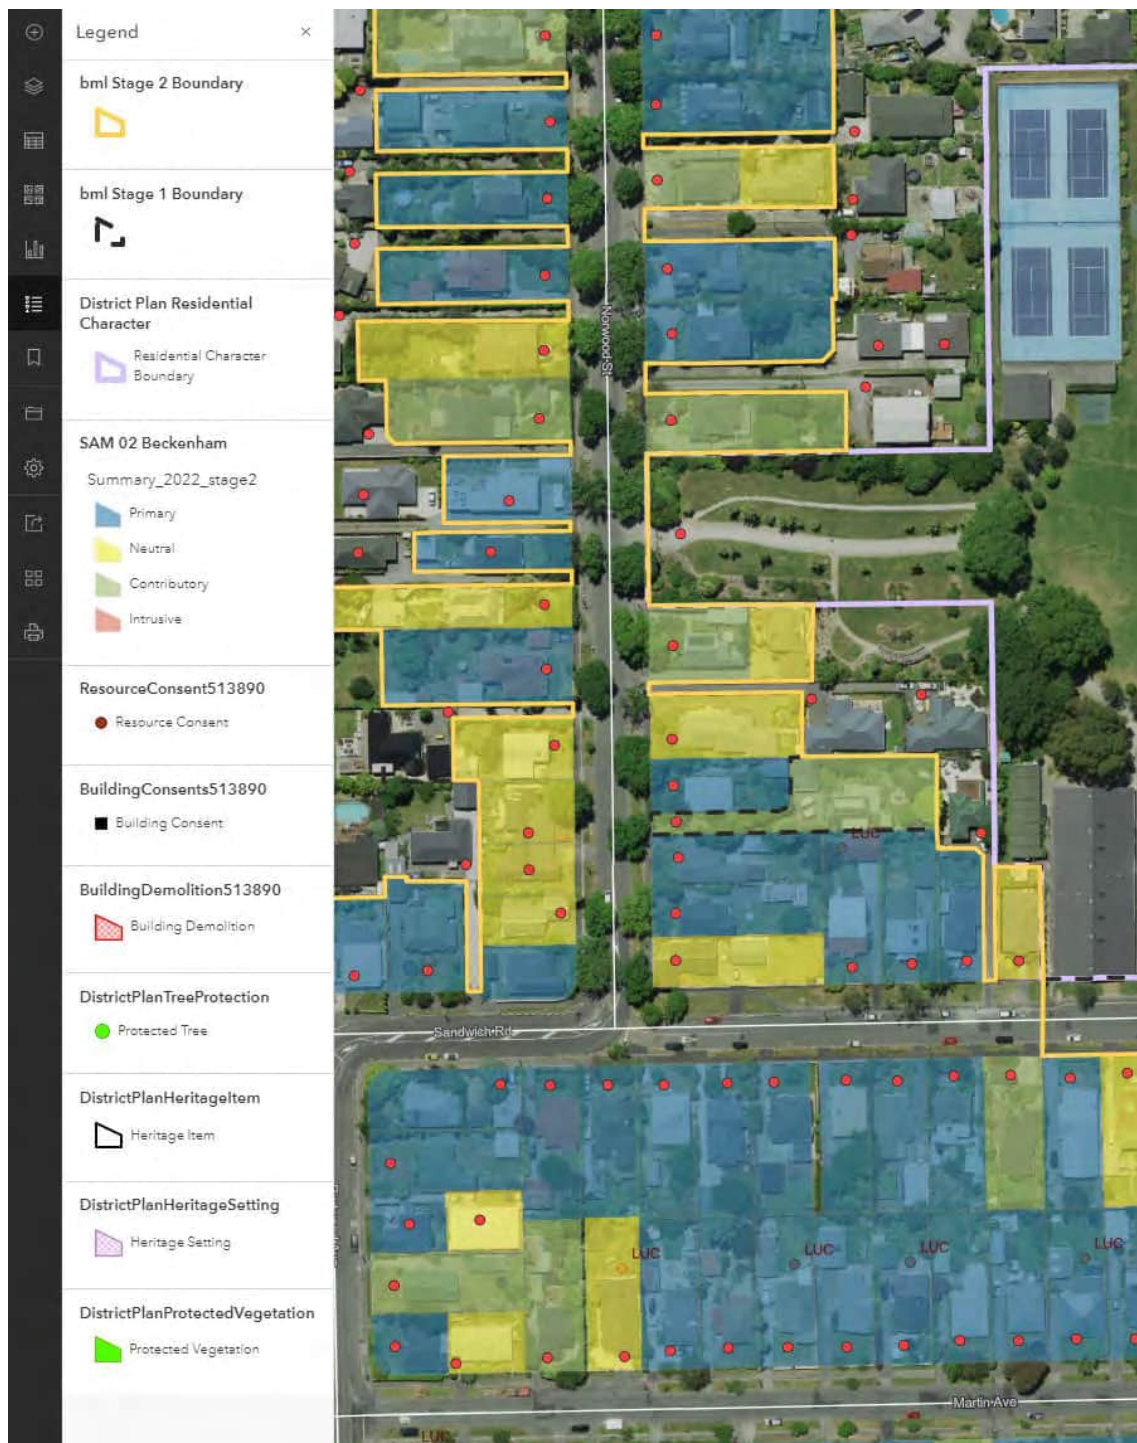 Legend
bml Stage 2 Boundary
bml Stage 1 Boundary
District Plan Residential
Character
Residential Character
Boundary
SAM 02 Beckenham
Summary_2022_stage2
Primary
Neutral
Contributory
Intrusive
ResourceConsent513890
Resource Consent
BuildingConsents513890
Building Consent
BuildingDemolition513890
Building Demolition
DistrictPlanTreeProtection
Protected Tree
DistrictPlanHeritageItem
Heritage Item
DistrictPlanHeritageSetting
Heritage Setting
DistrictPlanProtectedVegetation
Protected Vegetation
Norwood St
LUC
Sandwich Rd
LUC
LUC
LUC
LUC
Martin Ave
LUC